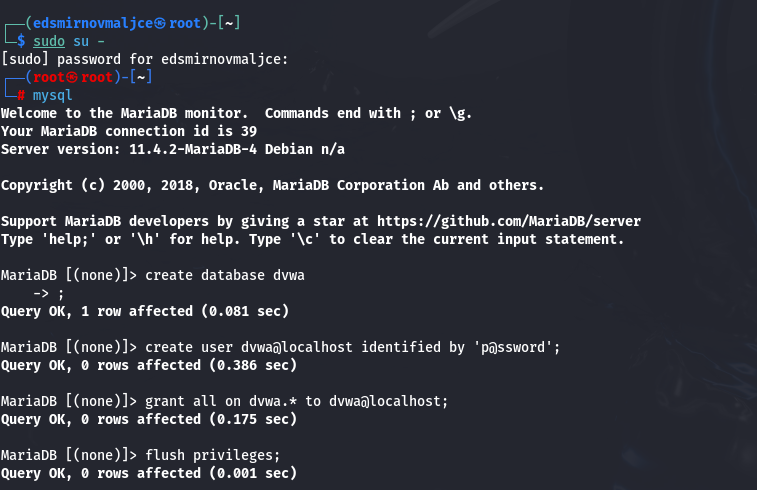 ┌──(edsmirnovmaljce㉿root)-[~]
└─$ sudo su -
[sudo] password for edsmirnovmaljce:
┌──(root㉿root)-[~]
└─# mysql
Welcome to the MariaDB monitor.  Commands end with ; or \g.
Your MariaDB connection id is 39
Server version: 11.4.2-MariaDB-4 Debian n/a

Copyright (c) 2000, 2018, Oracle, MariaDB Corporation Ab and others.

Support MariaDB developers by giving a star at https://github.com/MariaDB/server
Type 'help;' or '\h' for help. Type '\c' to clear the current input statement.

MariaDB [(none)]> create database dvwa
    -> ;
Query OK, 1 row affected (0.081 sec)

MariaDB [(none)]> create user dvwa@localhost identified by 'p@ssword';
Query OK, 0 rows affected (0.386 sec)

MariaDB [(none)]> grant all on dvwa.* to dvwa@localhost;
Query OK, 0 rows affected (0.175 sec)

MariaDB [(none)]> flush privileges;
Query OK, 0 rows affected (0.001 sec)